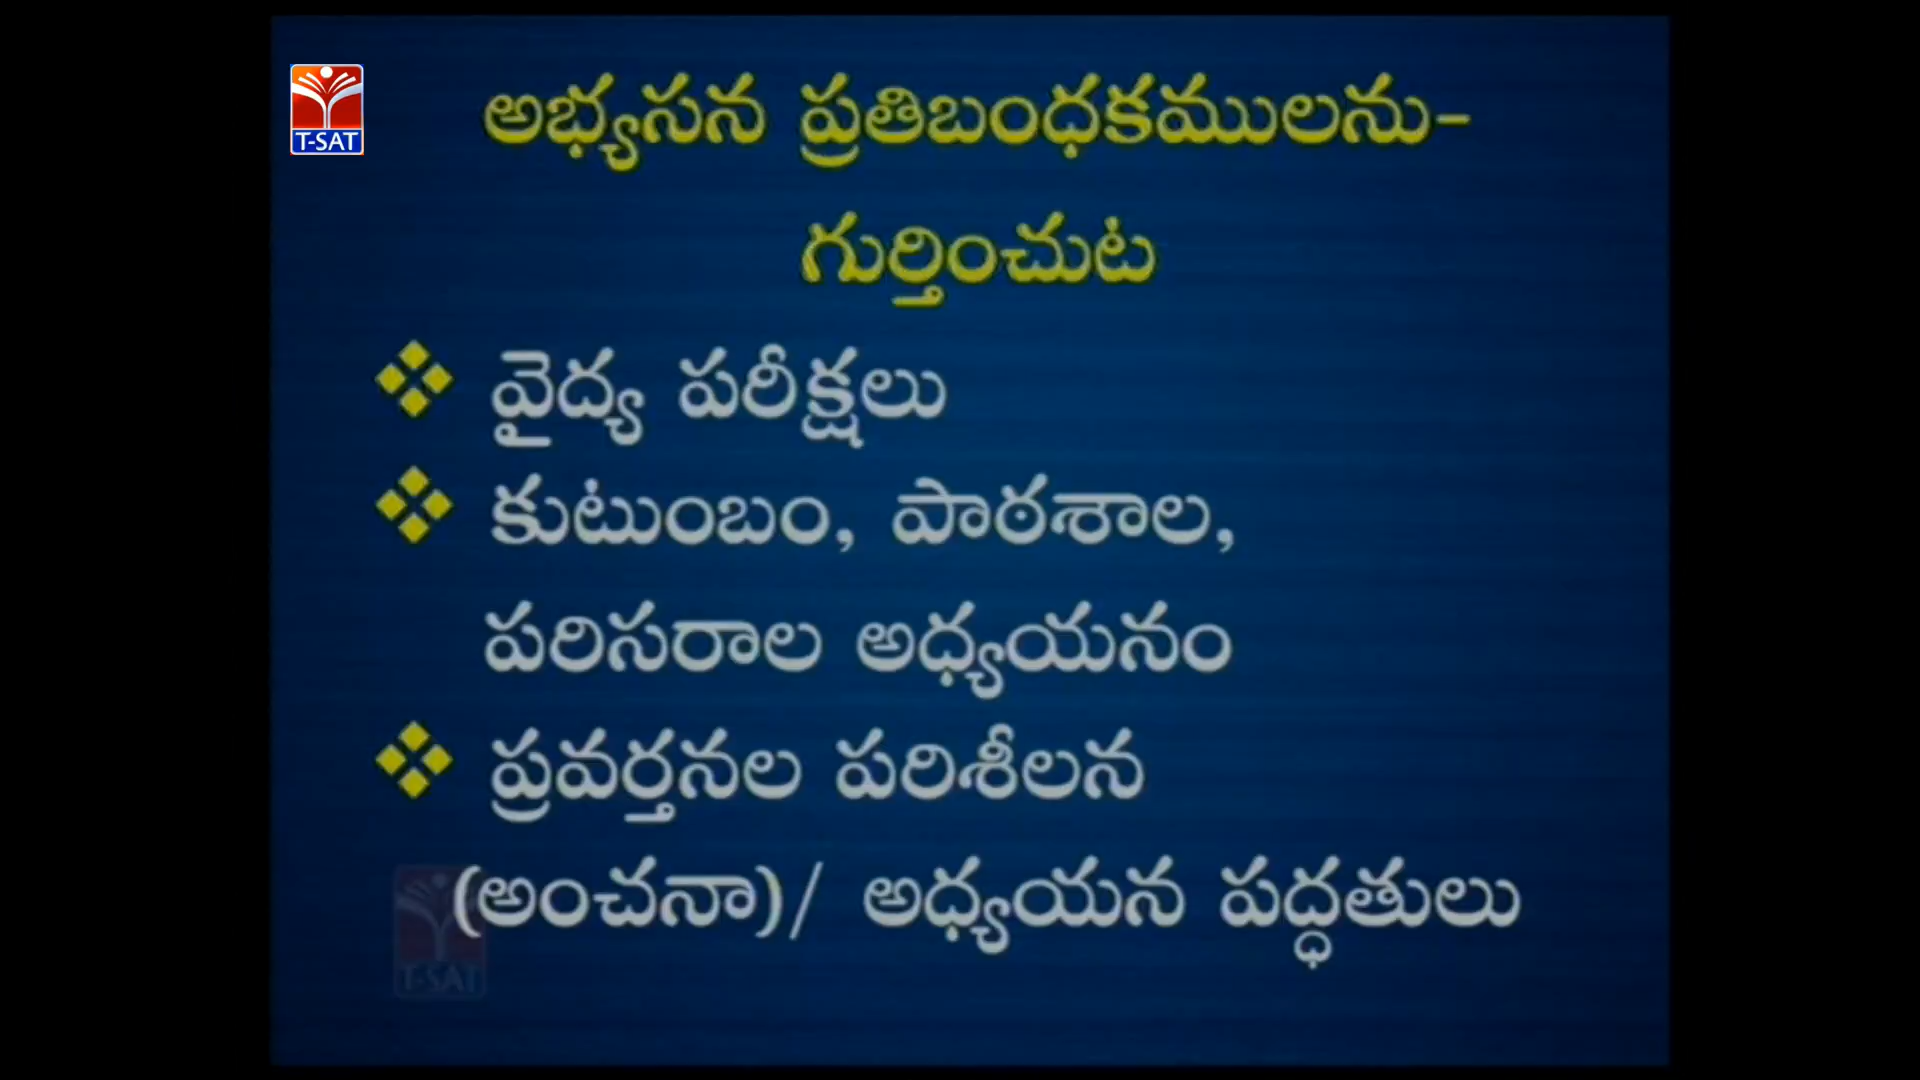 T-SAT
అభ్యసన ప్రతిబంధకములను-
గుర్తించుట
వైద్య పరీక్షలు
కుటుంబం, పాఠశాల,
పరిసరాల అధ్యయనం
ప్రవర్తనల పరిశీలన
(అంచనా)/ అధ్యయన పద్ధతులు
T-SAT